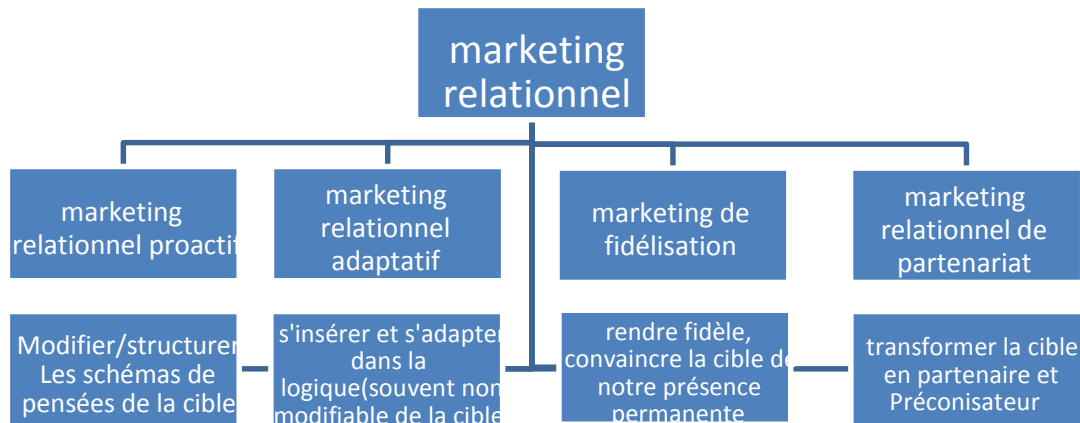 marketing
relationnel
marketing
relationnel proactif
marketing
relationnel
adaptatif
marketing de
fidélisation
marketing
relationnel de
partenariat
Modifier/structurer
Les schémas de
pensées de la cible
s'insérer et s'adapter
dans la
logique(souvent non
modifiable de la cible
rendre fidèle,
convaincre la cible de
notre présence
permanente
transformer la cible
en partenaire et
Préconisateur